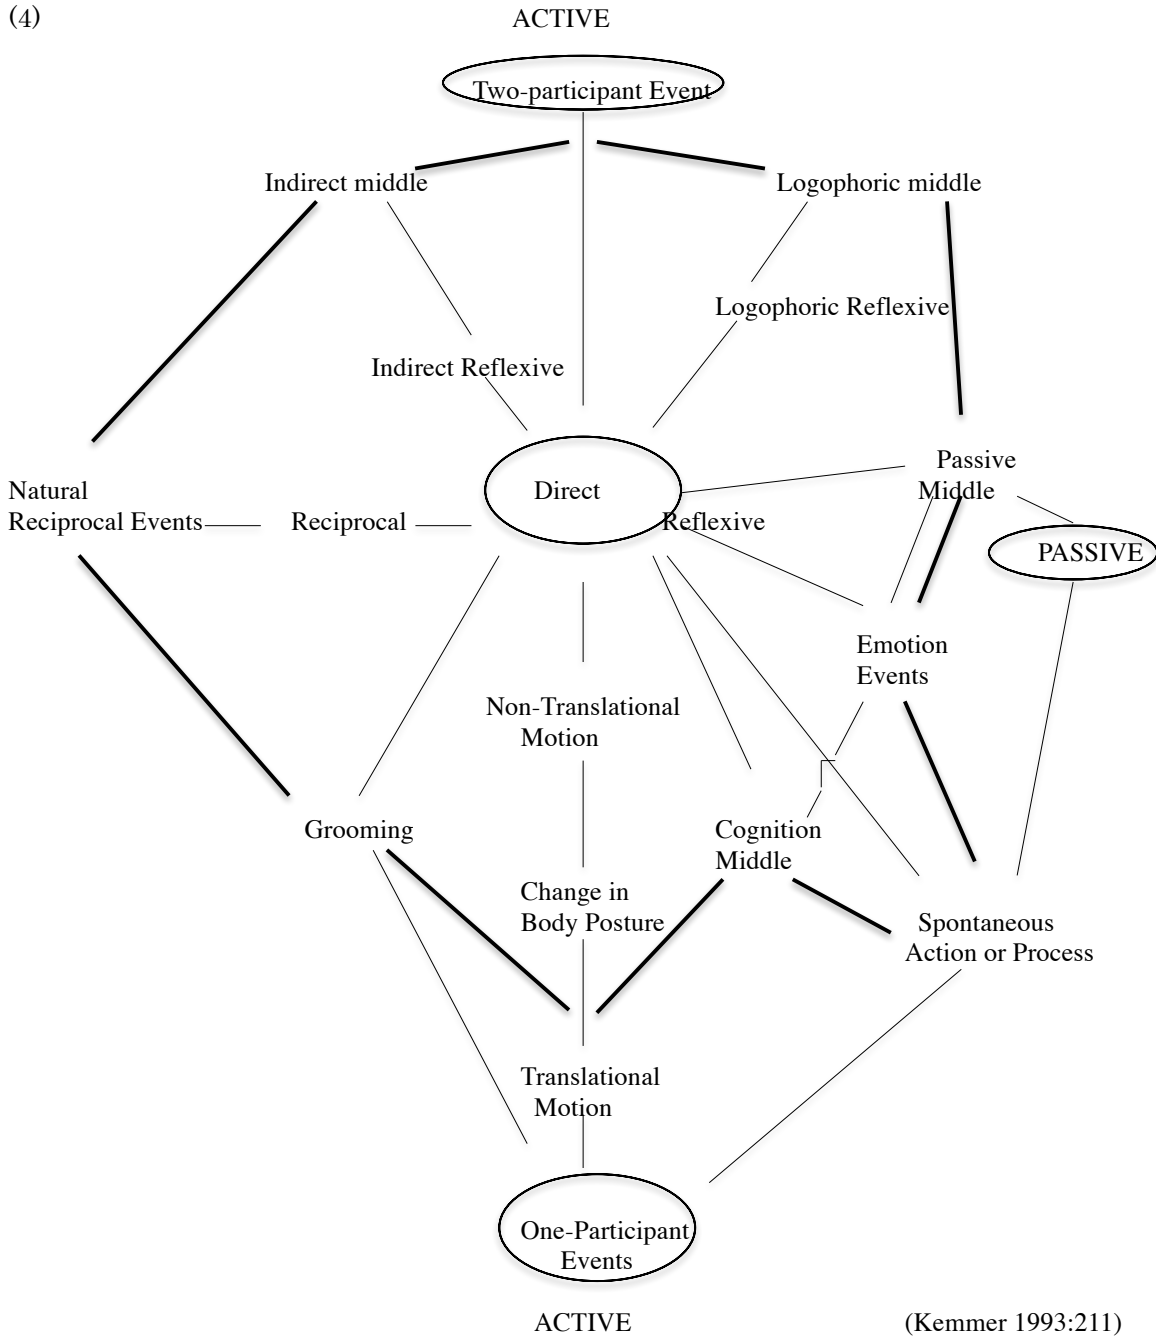 (4)
ACTIVE
Two-participant Event
Indirect middle
Logophoric middle
Logophoric Reflexive
Indirect Reflexive
Natural
Reciprocal Events
Reciprocal
Direct
Reflexive
Passive
Middle
PASSIVE
Emotion
Events
Non-Translational
Motion
Grooming
Cognition
Middle
Change in
Body Posture
Spontaneous
Action or Process
Translational
Motion
One-Participant
Events
ACTIVE
(Kemmer 1993:211)